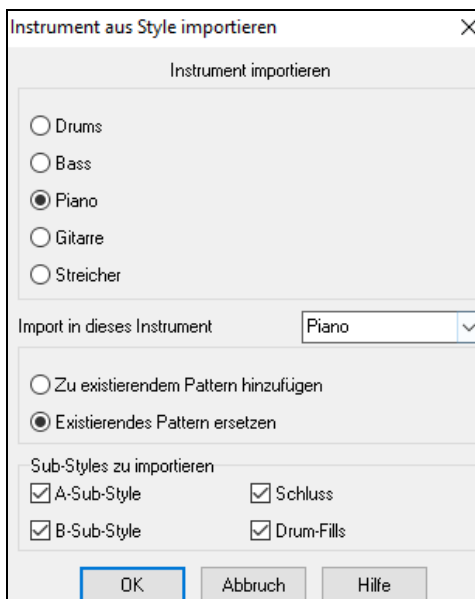 Instrument aus Style importieren
Instrument importieren
Drums
Bass
Piano
Gitarre
Streicher
Import in dieses Instrument Piano
Zu existierendem Pattern hinzufügen
Existierendes Pattern ersetzen
Sub-Styles zu importieren
A-Sub-Style Schluss
B-Sub-Style Drum-Fills
OK Abbruch Hilfe